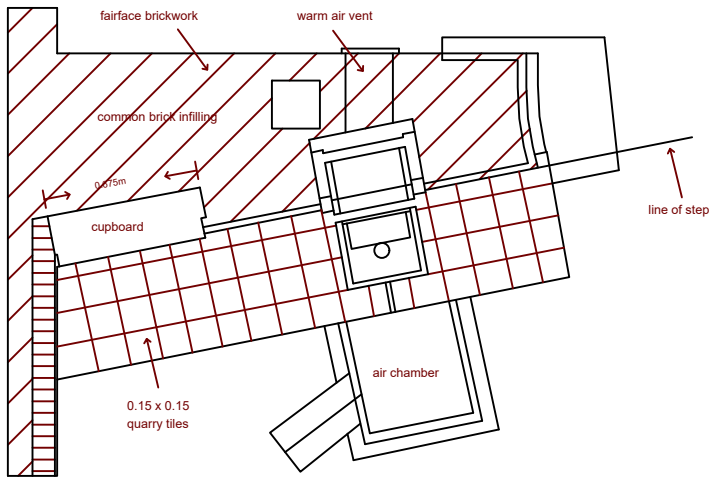 fairface brickwork
warm air vent
common brick infilling
0.675m
cupboard
line of step
air chamber
0.15 x 0.15
quarry tiles